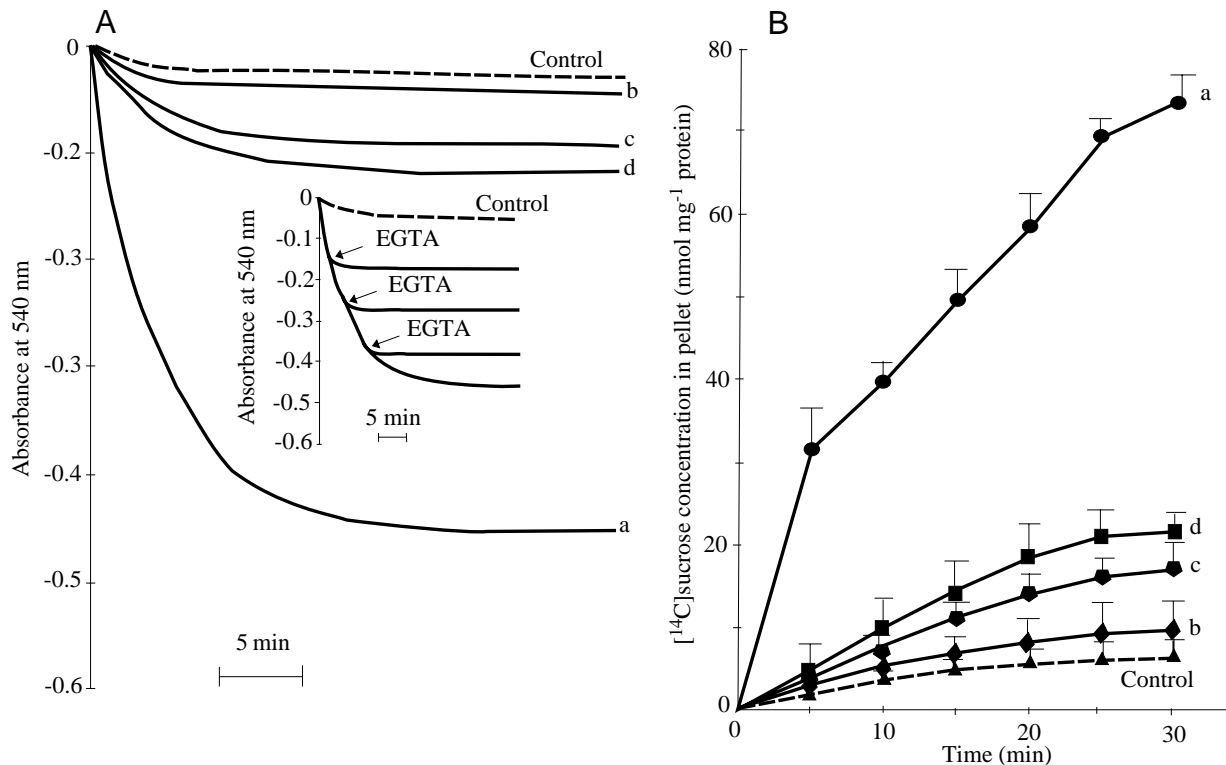 A
Absorbance at 540 nm
0
-0.2
-0.3
-0.3
-0.4
-0.5
-0.6
Control
b
c
d
a
5 min
Absorbance at 540 nm
0
-0.1
-0.2
-0.3
-0.4
-0.5
-0.6
Control
EGTA
EGTA
EGTA
5 min
B
[14C]sucrose concentration in pellet (nmol mg-1 protein)
80
60
40
20
0
a
d
c
b
Control
0
10
20
30
Time (min)